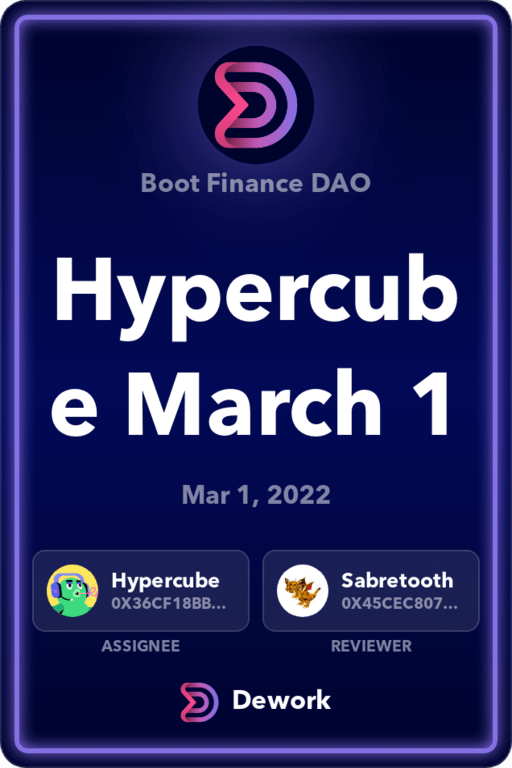 Boot Finance DAO
Hypercub
e March 1
Mar 1, 2022
Hypercube
0X36CF18BB...
Sabretooth
0X45CEC807...
ASSIGNEE
REVIEWER
Dework